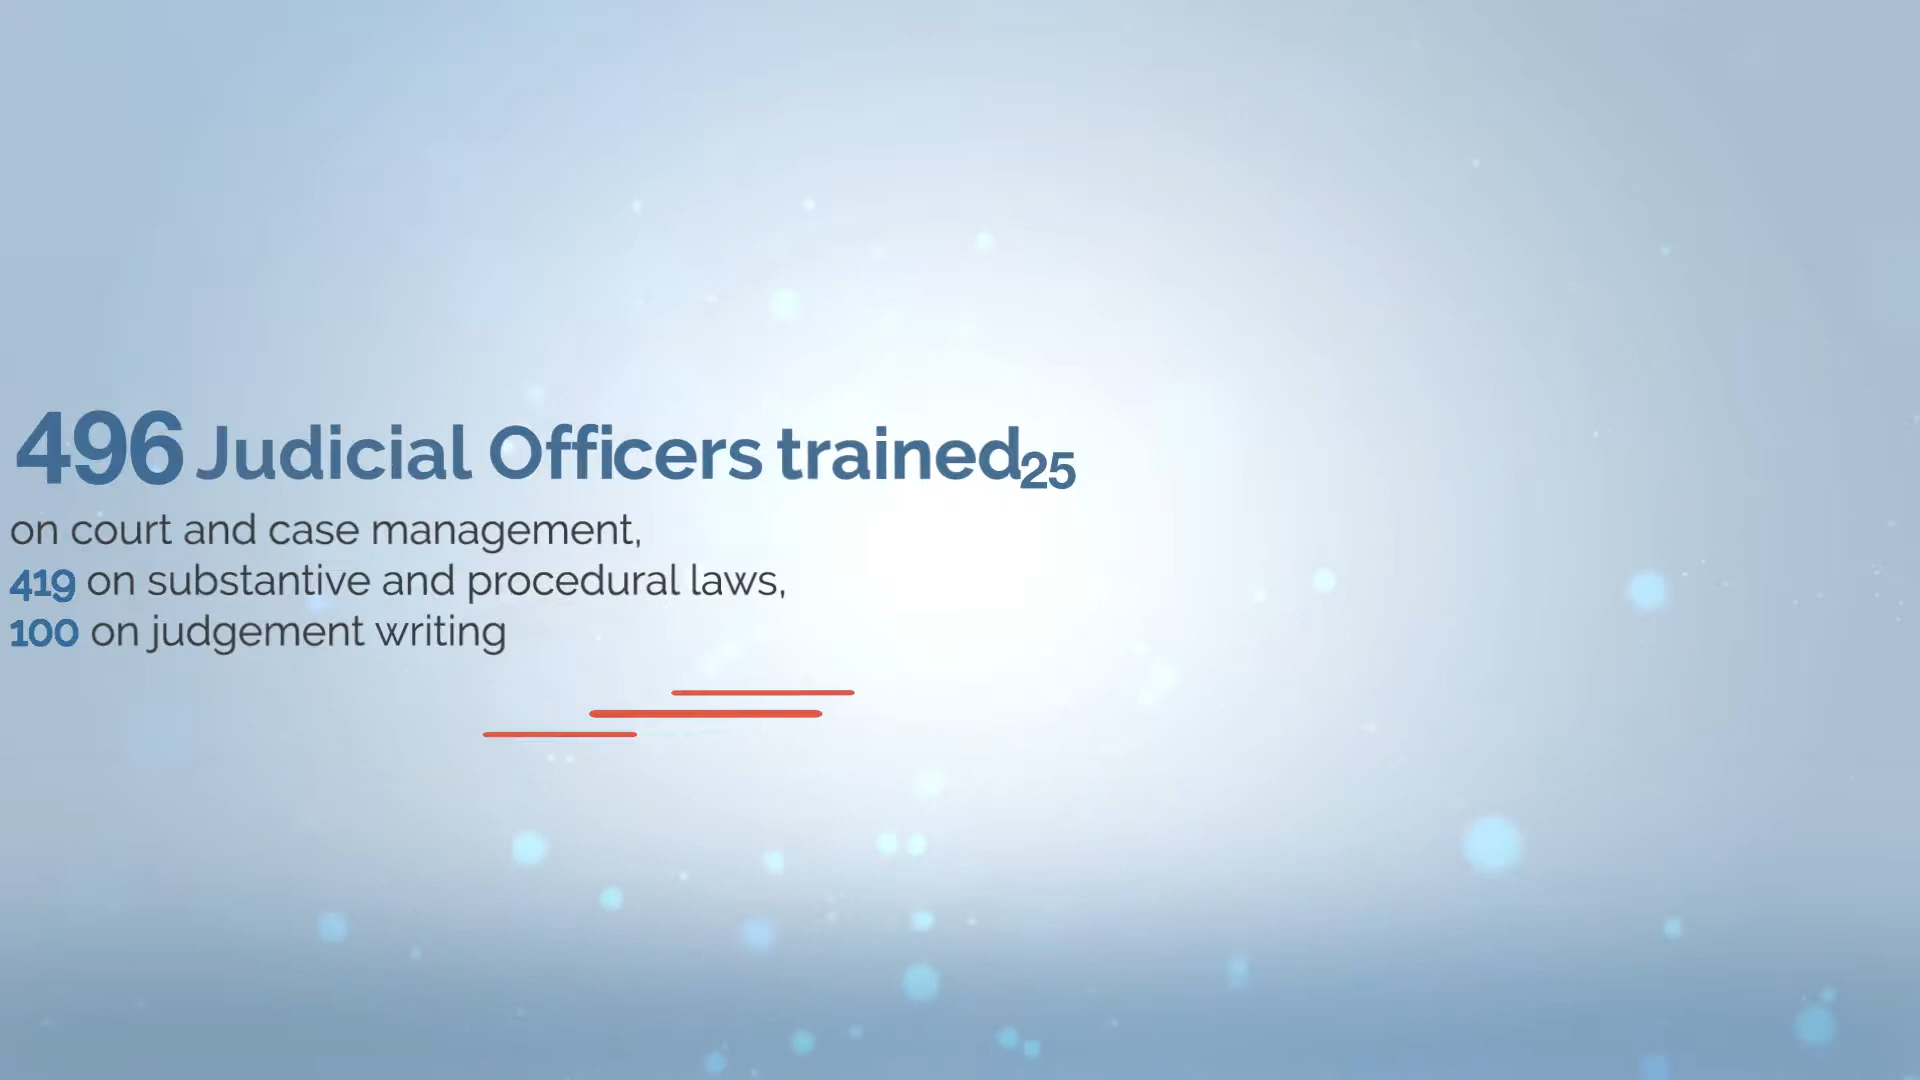 496 Judicial Officers trained25
on court and case management,
419 on substantive and procedural laws,
100 on judgement writing